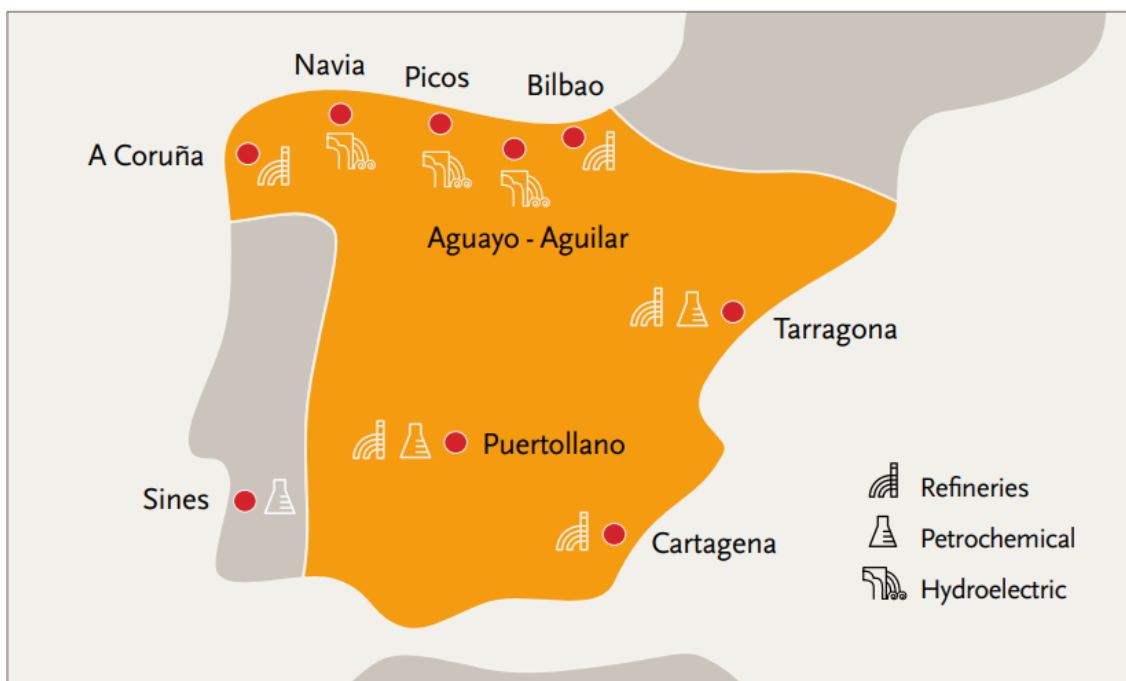 Navia
Picos
Bilbao
A Coruña
Aguayo - Aguilar
Tarragona
Puertollano
Sines
Cartagena
Refineries
Petrochemical
Hydroelectric